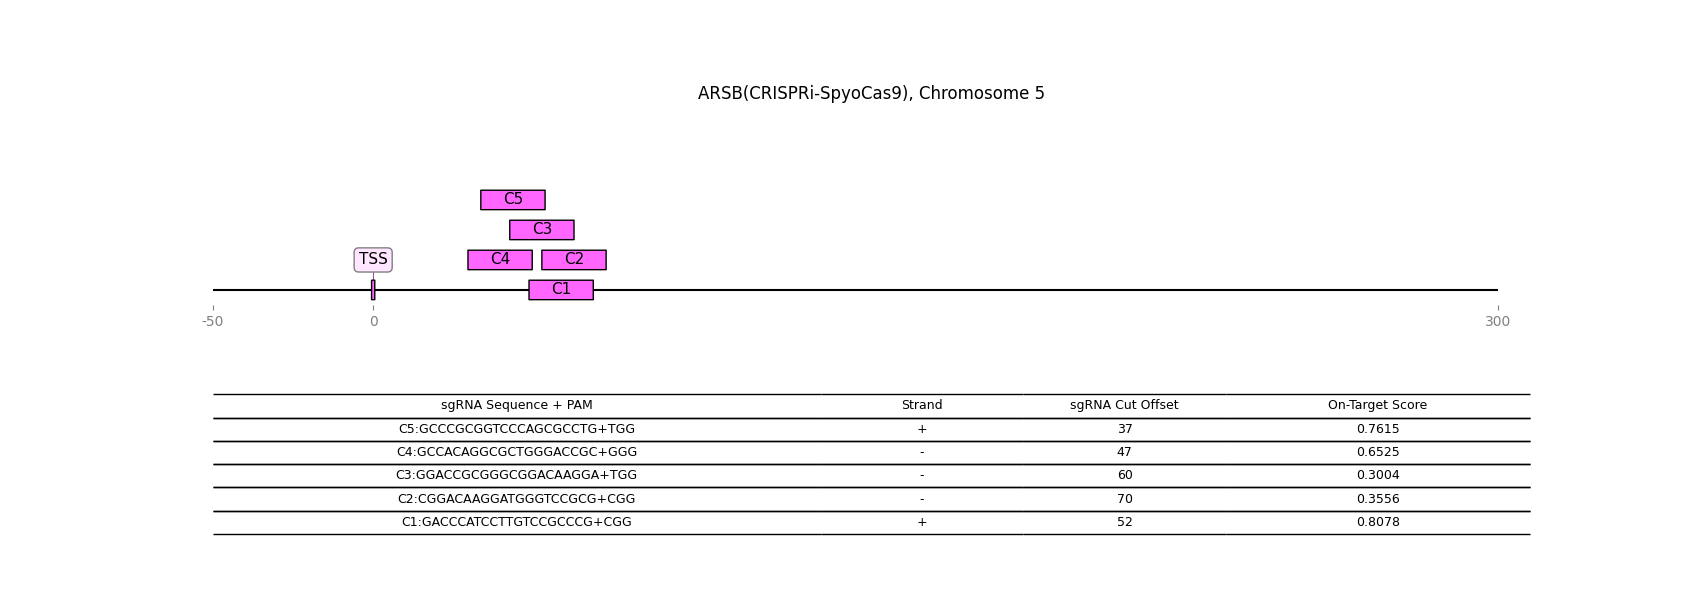 ARSB(CRISPRi-SpyoCas9), Chromosome 5
C5
C3
TSS C4 C2
C1
-50 0 300
sgRNA Sequence + PAM Strand sgRNA Cut Offset On-Target Score
C5:GCCCGCGGTCCCAGCGCCTG+TGG + 37 0.7615
C4:GCCACAGGCGCTGGGACCGC+GGG - 47 0.6525
C3:GGACCGCGGGCGGACAAGGA+TGG - 60 0.3004
C2:CGGACAAGGATGGGTCCGCG+CGG - 70 0.3556
C1:GACCCATCCTTGTCCGCCCG+CGG + 52 0.8078